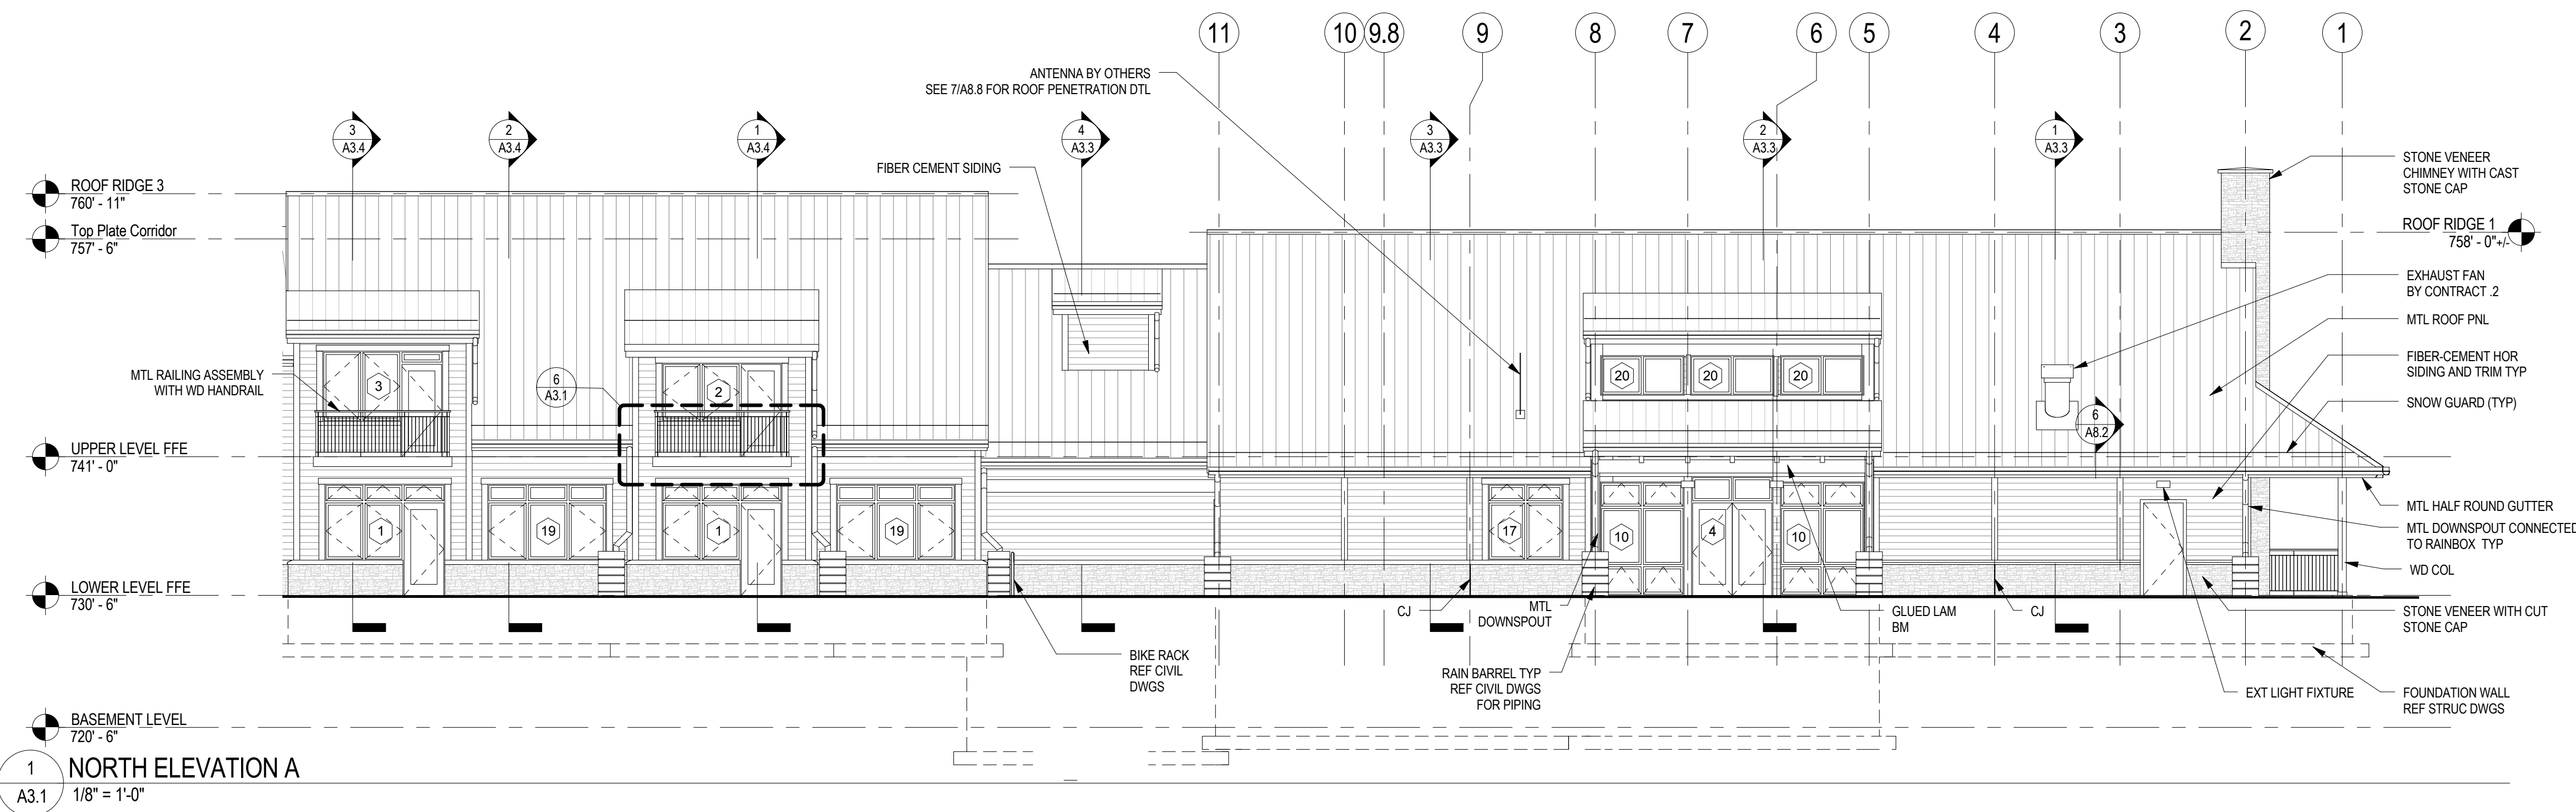 11
10
9.8
9
8
7
6
5
4
3
2
1
ANTENNA BY OTHERS
SEE 7/A8.8 FOR ROOF PENETRATION DTL
3
A3.4
2
A3.4
1
A3.4
4
A3.3
3
A3.3
2
A3.3
1
A3.3
STONE VENEER
CHIMNEY WITH CAST
STONE CAP
FIBER CEMENT SIDING
ROOF RIDGE 3
760' - 11"
Top Plate Corridor
757' - 6"
ROOF RIDGE 1
758' - 0"+/-
EXHAUST FAN
BY CONTRACT .2
MTL ROOF PNL
FIBER-CEMENT HOR
SIDING AND TRIM TYP
SNOW GUARD (TYP)
MTL RAILING ASSEMBLY
WITH WD HANDRAIL
6
A3.1
3
2
20
20
20
6
A8.2
UPPER LEVEL FFE
741' - 0"
MTL HALF ROUND GUTTER
MTL DOWNSPOUT CONNECTED
TO RAINBOX TYP
1
19
1
19
17
10
4
10
WD COL
LOWER LEVEL FFE
730' - 6"
CJ
MTL
DOWNSPOUT
GLUED LAM
BM
CJ
STONE VENEER WITH CUT
STONE CAP
BIKE RACK
REF CIVIL
DWGS
RAIN BARREL TYP
REF CIVIL DWGS
FOR PIPING
EXT LIGHT FIXTURE
FOUNDATION WALL
REF STRUC DWGS
BASEMENT LEVEL
720' - 6"
1
A3.1
NORTH ELEVATION A
1/8" = 1'-0"